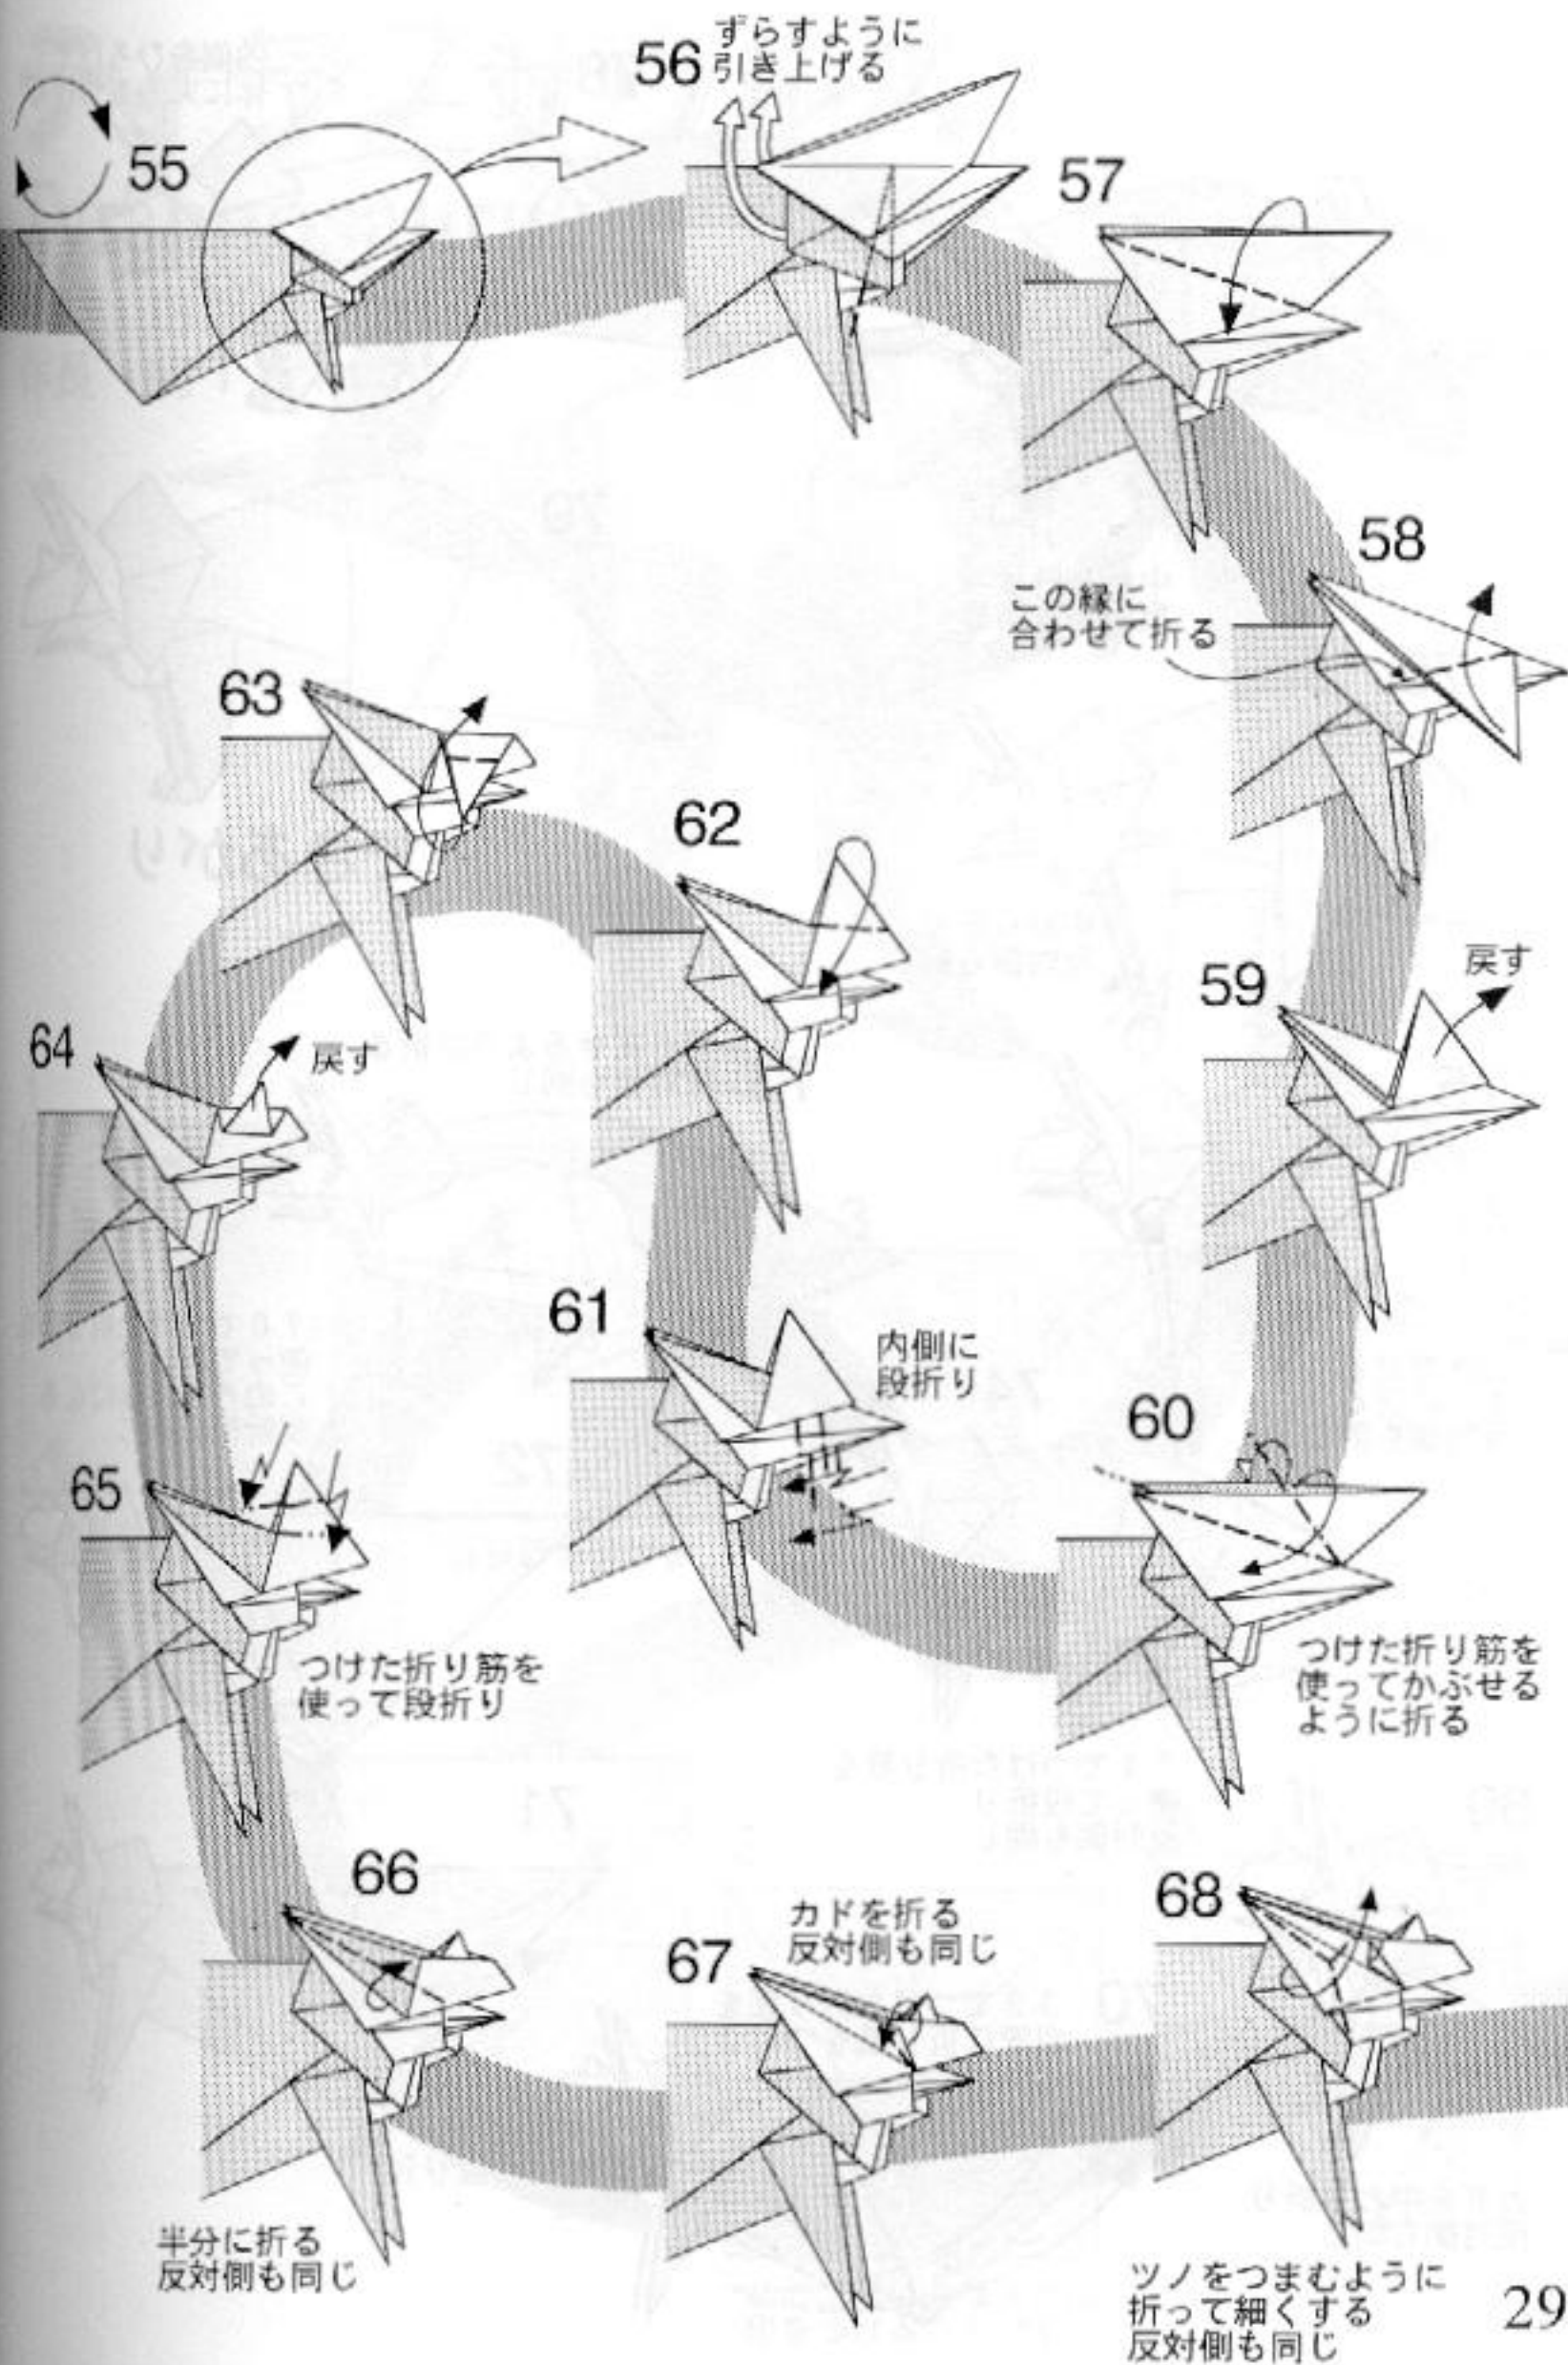 55
56
ずらすように
引き上げる
57
58
この縁に
合わせて折る
59
戻す
60
つけた折り筋を
使ってかぶせる
ように折る
61
内側に
段折り
62
63
64
戻す
65
つけた折り筋を
使って段折り
66
半分に折る
反対側も同じ
67
カドを折る
反対側も同じ
68
ツノをつまむように
折って細くする
反対側も同じ
29